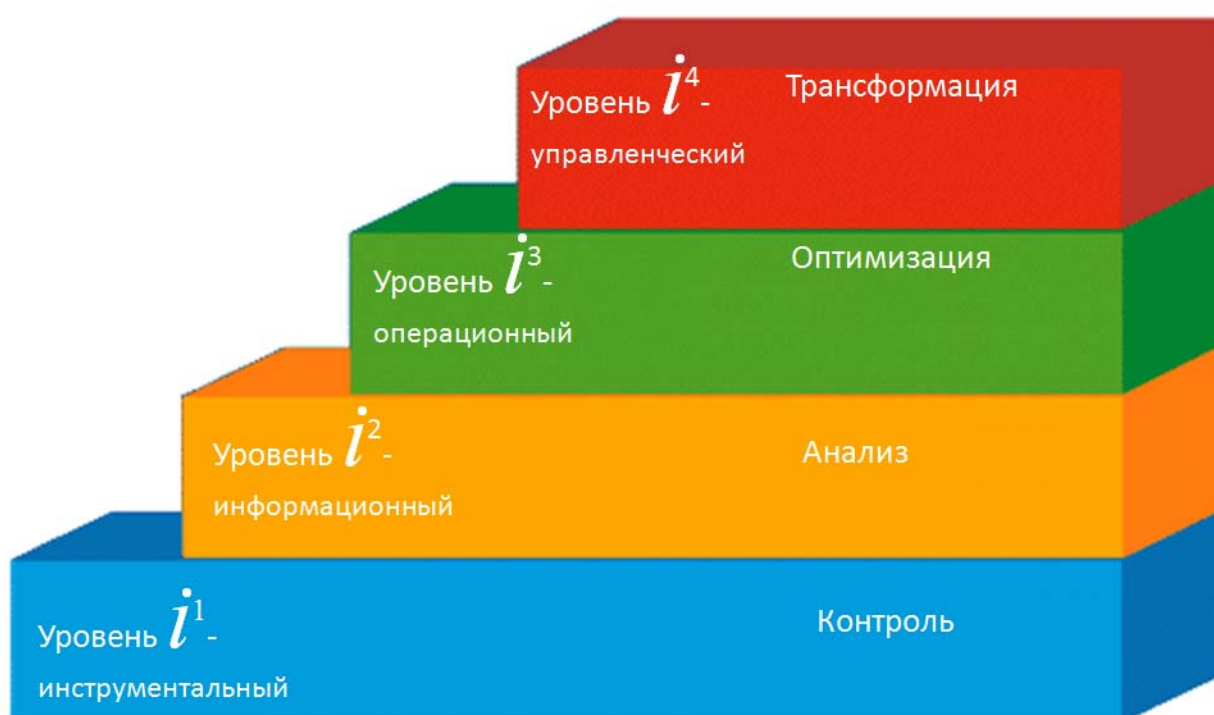 Уровень i⁴-
управленческий
Трансформация
Уровень i³-
операционный
Оптимизация
Уровень i²-
информационный
Анализ
Уровень i¹-
инструментальный
Контроль